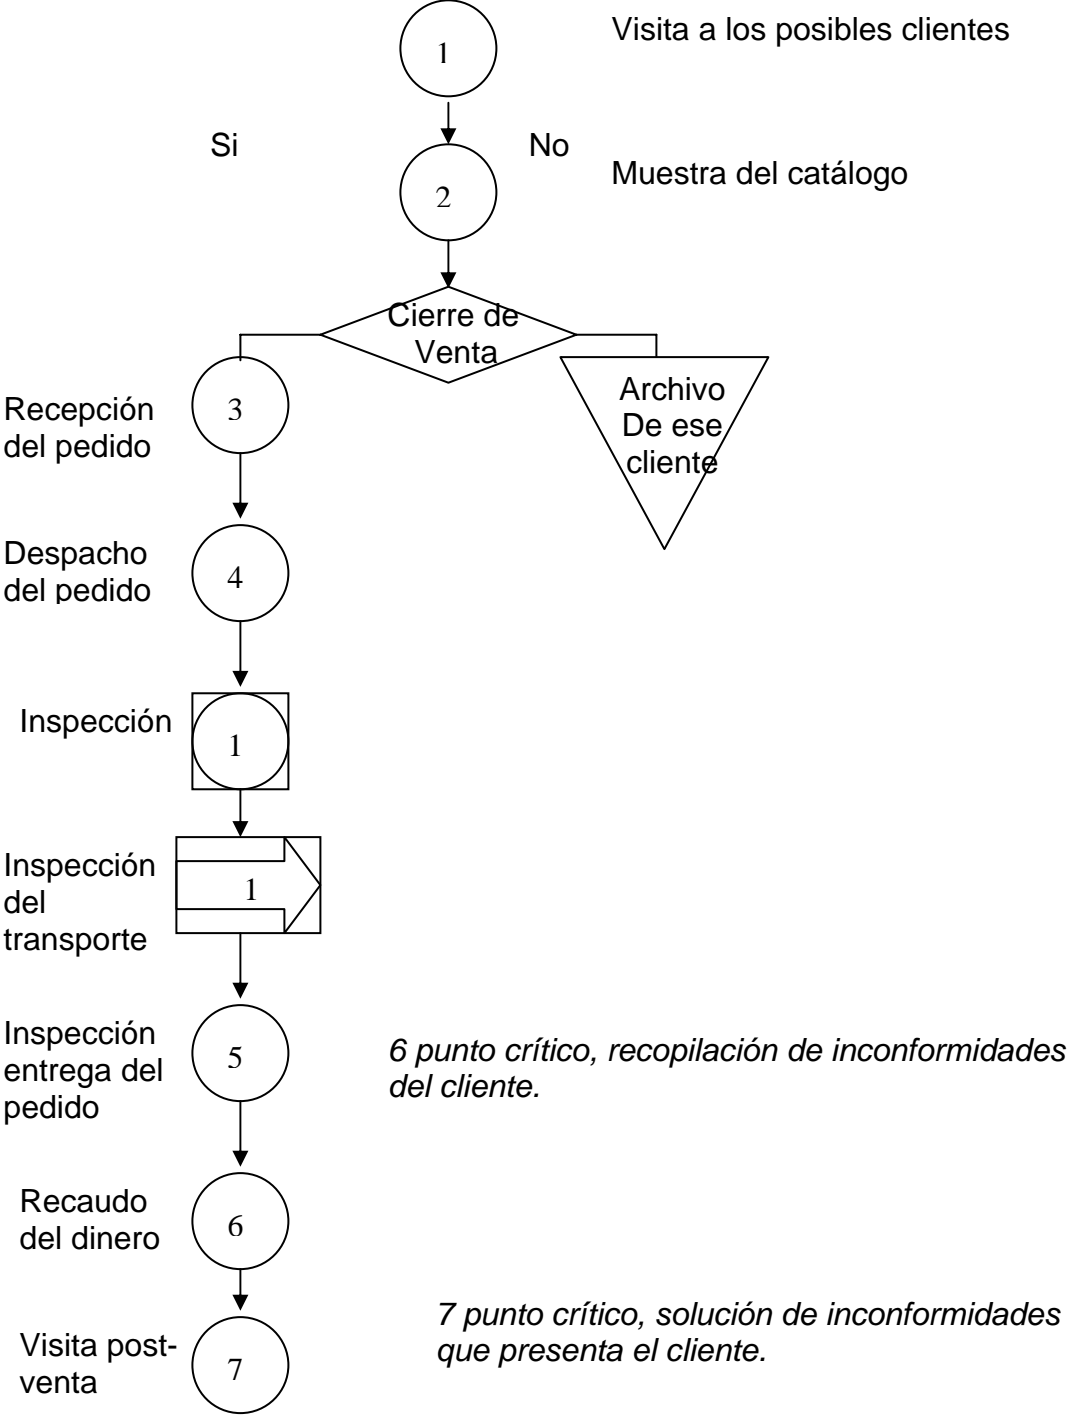 1
Visita a los posibles clientes
Si
No
2
Muestra del catálogo
Cierre de
Venta
Archivo
De ese
cliente
Recepción
del pedido
3
Despacho
del pedido
4
Inspección
1
Inspección
del
transporte
1
Inspección
entrega del
pedido
5
6 punto crítico, recopilación de inconformidades
del cliente.
Recaudo
del dinero
6
7 punto crítico, solución de inconformidades
que presenta el cliente.
Visita post-
venta
7